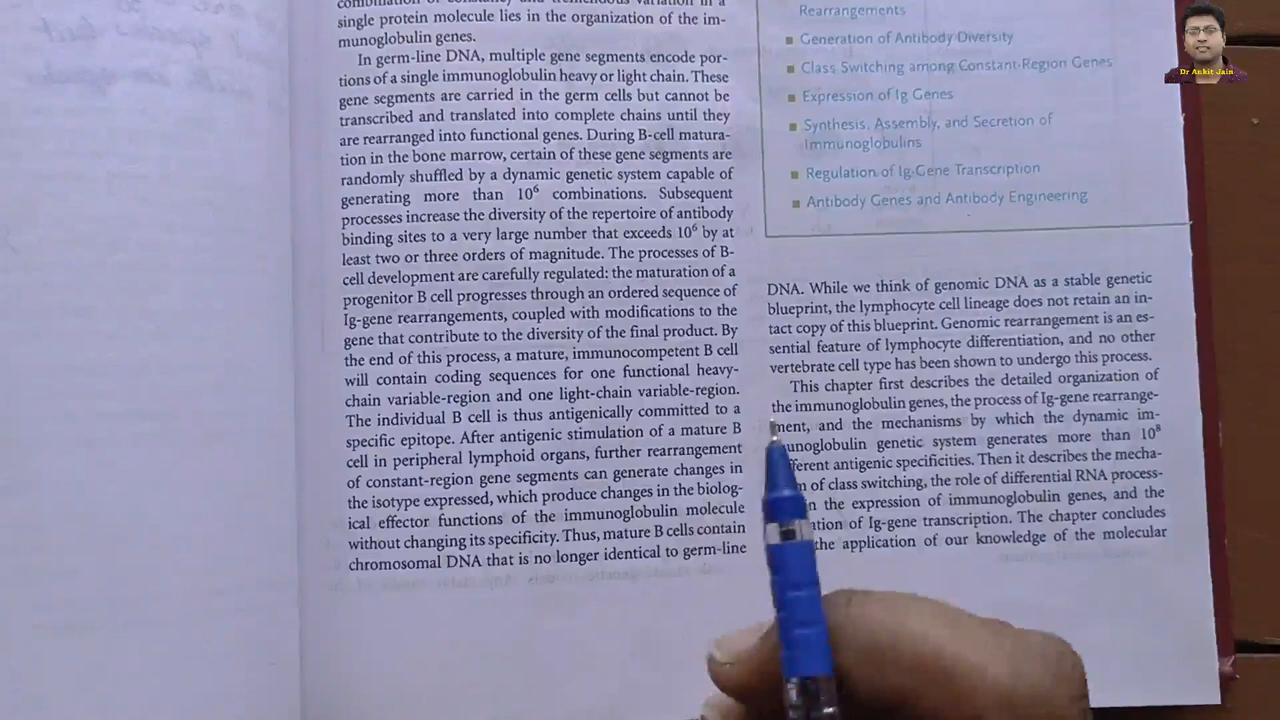 combination of constancy and tremendous variation in a
single protein molecule lies in the organization of the im-
munoglobulin genes.
In germ-line DNA, multiple gene segments encode por-
tions of a single immunoglobulin heavy or light chain. These
gene segments are carried in the germ cells but cannot be
transcribed and translated into complete chains until they
are rearranged into functional genes. During B-cell matura-
tion in the bone marrow, certain of these gene segments are
randomly shuffled by a dynamic genetic system capable of
generating more than 10⁶ combinations. Subsequent
processes increase the diversity of the repertoire of antibody
binding sites to a very large number that exceeds 10⁶ by at
least two or three orders of magnitude. The processes of B-
cell development are carefully regulated: the maturation of a
progenitor B cell progresses through an ordered sequence of
Ig-gene rearrangements, coupled with modifications to the
gene that contribute to the diversity of the final product. By
the end of this process, a mature, immunocompetent B cell
will contain coding sequences for one functional heavy-
chain variable-region and one light-chain variable-region.
The individual B cell is thus antigenically committed to a
specific epitope. After antigenic stimulation of a mature B
cell in peripheral lymphoid organs, further rearrangement
of constant-region gene segments can generate changes in
the isotype expressed, which produce changes in the biolog-
ical effector functions of the immunoglobulin molecule
without changing its specificity. Thus, mature B cells contain
chromosomal DNA that is no longer identical to germ-line
Rearrangements
■ Generation of Antibody Diversity
■ Class Switching among Constant-Region Genes
■ Expression of Ig Genes
■ Synthesis, Assembly, and Secretion of
Immunoglobulins
■ Regulation of Ig-Gene Transcription
■ Antibody Genes and Antibody Engineering
DNA. While we think of genomic DNA as a stable genetic
blueprint, the lymphocyte cell lineage does not retain an in-
tact copy of this blueprint. Genomic rearrangement is an es-
sential feature of lymphocyte differentiation, and no other
vertebrate cell type has been shown to undergo this process.
This chapter first describes the detailed organization of
the immunoglobulin genes, the process of Ig-gene rearrange-
ment, and the mechanisms by which the dynamic im-
unoglobulin genetic system generates more than 10⁸
ferent antigenic specificities. Then it describes the mecha-
of class switching, the role of differential RNA process-
in the expression of immunoglobulin genes, and the
ation of Ig-gene transcription. The chapter concludes
the application of our knowledge of the molecular
Dr Ankit Jain